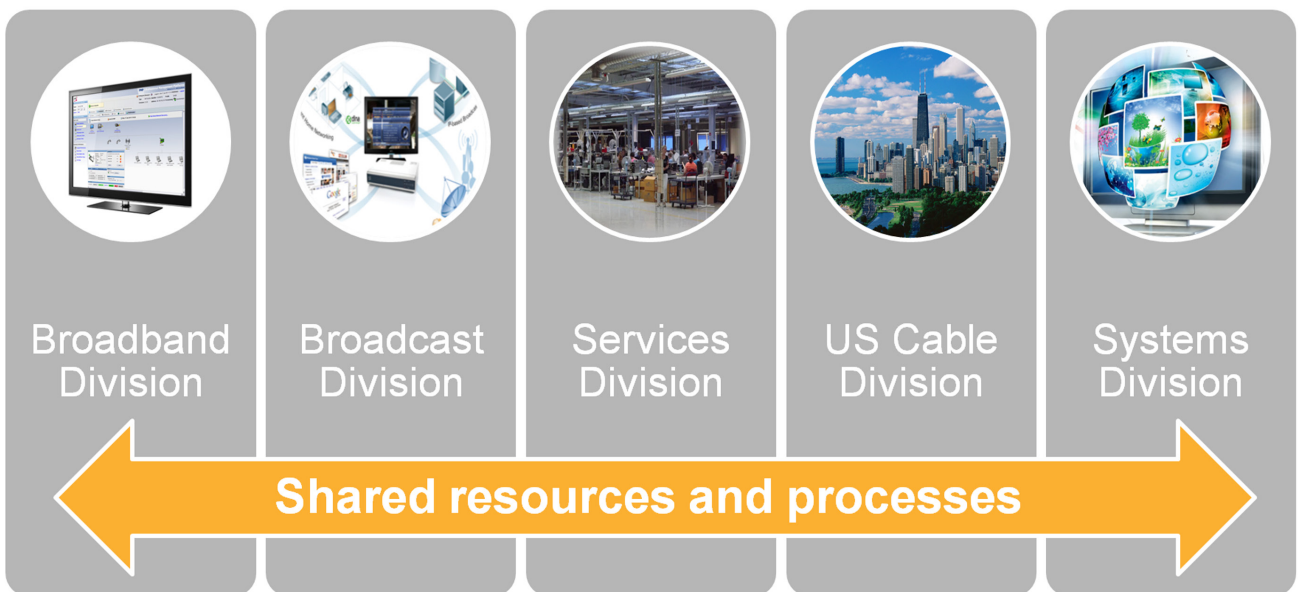 Broadband
Division
Broadcast
Division
Services
Division
US Cable
Division
Systems
Division
Shared resources and processes